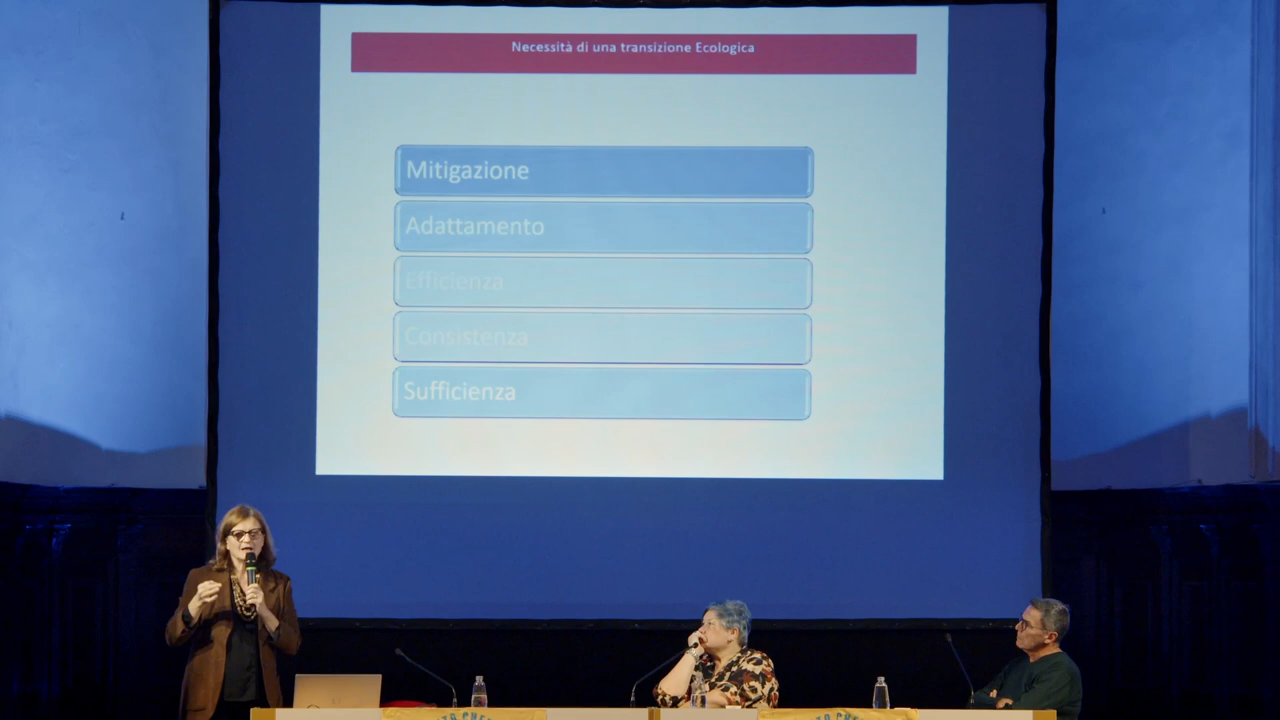 Necessità di una transizione Ecologica
Mitigazione
Adattamento
Efficienza
Consistenza
Sufficienza